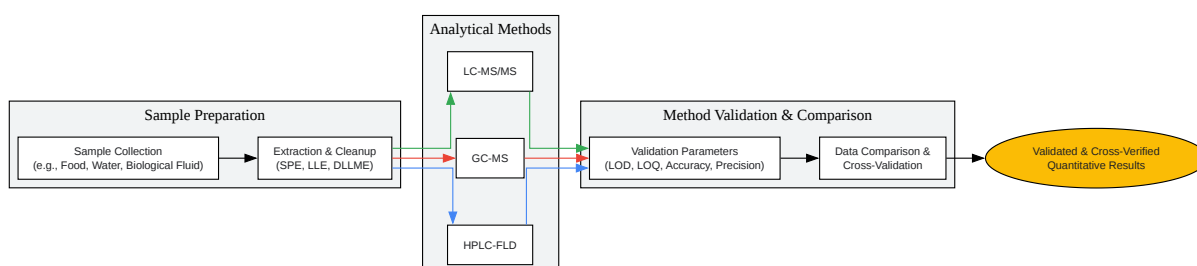 Sample Preparation
Sample Collection
(e.g., Food, Water, Biological Fluid)
Extraction & Cleanup
(SPE, LLE, DLLME)
Analytical Methods
LC-MS/MS
GC-MS
HPLC-FLD
Method Validation & Comparison
Validation Parameters
(LOD, LOQ, Accuracy, Precision)
Data Comparison &
Cross-Validation
Validated & Cross-Verified
Quantitative Results